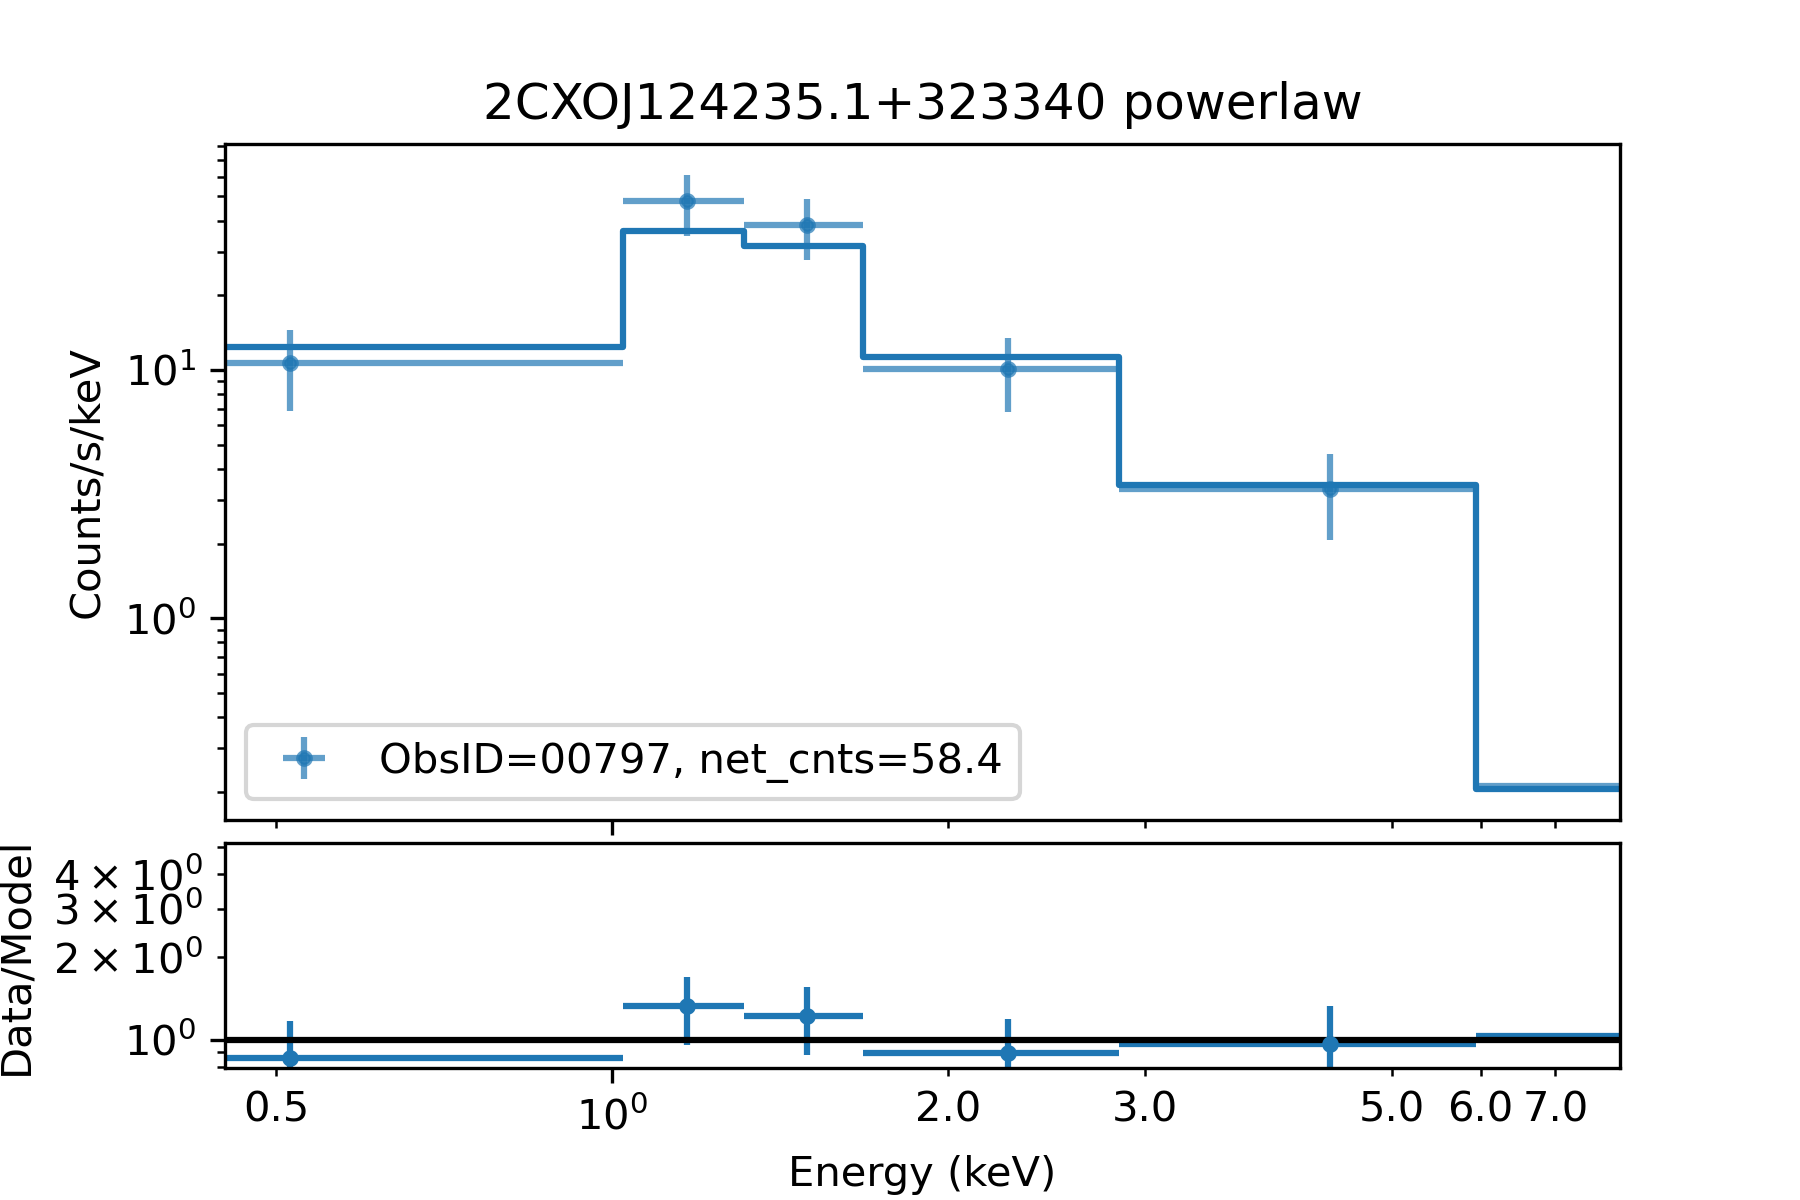 2CXOJ124235.1+323340 powerlaw
Counts/s/keV
10¹
10⁰
ObsID=00797, net_cnts=58.4
Data/Model
4 × 10⁰
3 × 10⁰
2 × 10⁰
10⁰
0.5 10⁰ 2.0 3.0 5.0 6.0 7.0
Energy (keV)